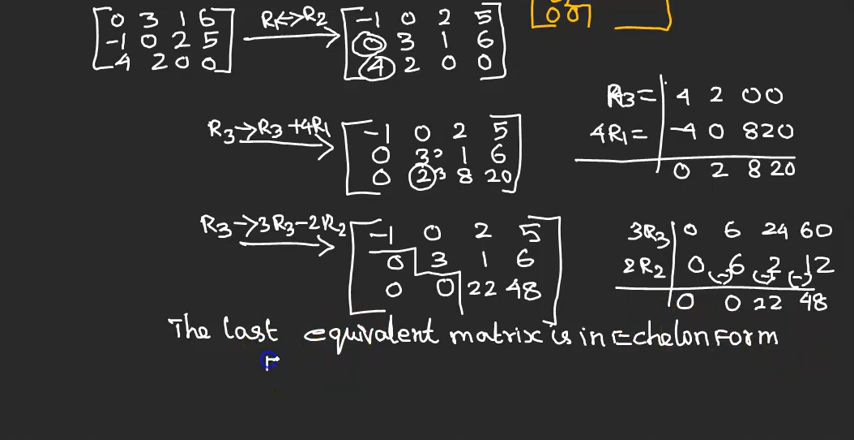 0 3 1 6 R1<->R2 -1 0 2 5
-1 0 2 5 0 3 1 6
4 2 0 0 4 2 0 0
R3= 4 2 0 0
4R1= -4 0 8 20
0 2 8 20
R3->R3+4R1 -1 0 2 5
0 3 1 6
0 2 8 20
R3->3R3-2R2 -1 0 2 5
0 3 1 6
0 0 22 48
3R3 0 6 24 60
2R2 0 6 2 12
(-) (-) (-)
0 0 22 48
The last equivalent matrix is in Echelon Form